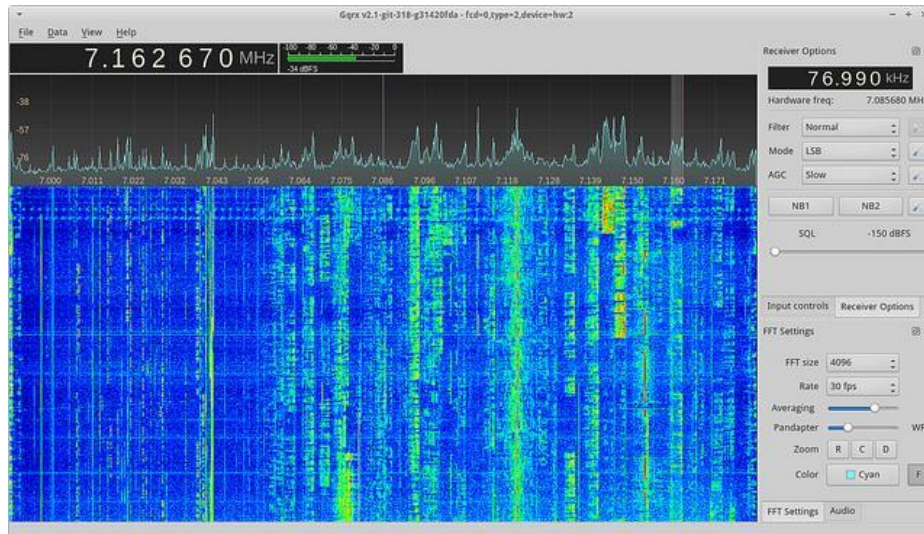 Gqrx v2.1-git-318-g31420fda - fcd=0,type=2,device=hw:2
File Data View Help
7.162 670 MHz
-100 -80 -60 -40 -20 0
-34 dBFS
-38
-57
-76
7.000 7.011 7.022 7.032 7.043 7.054 7.064 7.075 7.086 7.096 7.107 7.118 7.128 7.139 7.150 7.160 7.171
Receiver Options
76.990 kHz
Hardware freq: 7.085680 MH
Filter Normal
Mode LSB
AGC Slow
NB1 NB2
SQL -150 dBFS
Input controls Receiver Options
FFT Settings
FFT size 4096
Rate 30 fps
Averaging
Pandapter WF
Zoom R C D
Color Cyan F
FFT Settings Audio